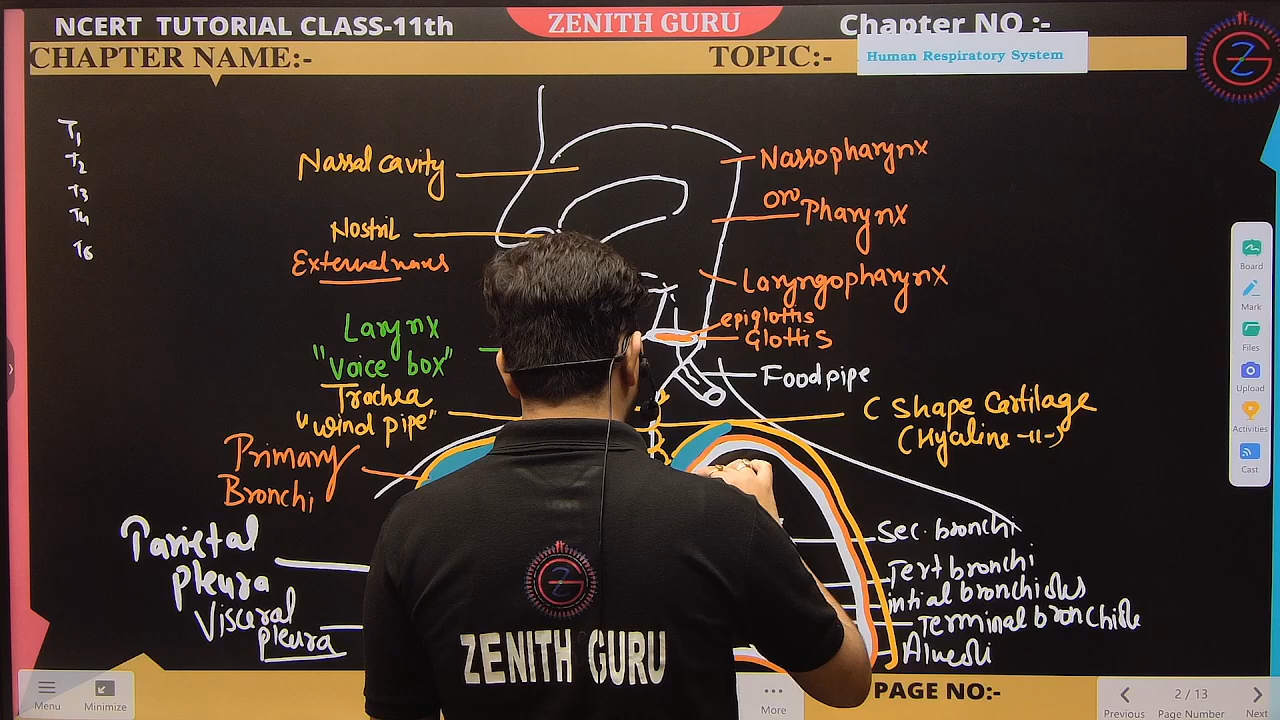 NCERT TUTORIAL CLASS-11th
ZENITH GURU
Chapter NO :-
CHAPTER NAME:-
TOPIC:-
Human Respiratory System
T1
T2
T3
T4
T6
Nassal cavity
Nostril
External nares
Larynx
"Voice box"
Trachea
"wind pipe"
Primary
Bronchi
Parietal
pleura
Visceral
pleura
Nassopharynx
oro
Pharynx
Laryngopharynx
epiglottis
Glottis
Foodpipe
C Shape Cartilage
(Hyaline -11-)
Sec. bronchi
Tert bronchi
intial bronchioles
Terminal bronchiole
Alveoli
ZENITH GURU
Board
Mark
Files
Upload
Activities
Cast
Menu
Minimize
More
PAGE NO:-
Previous
2 / 13
Page Number
Next